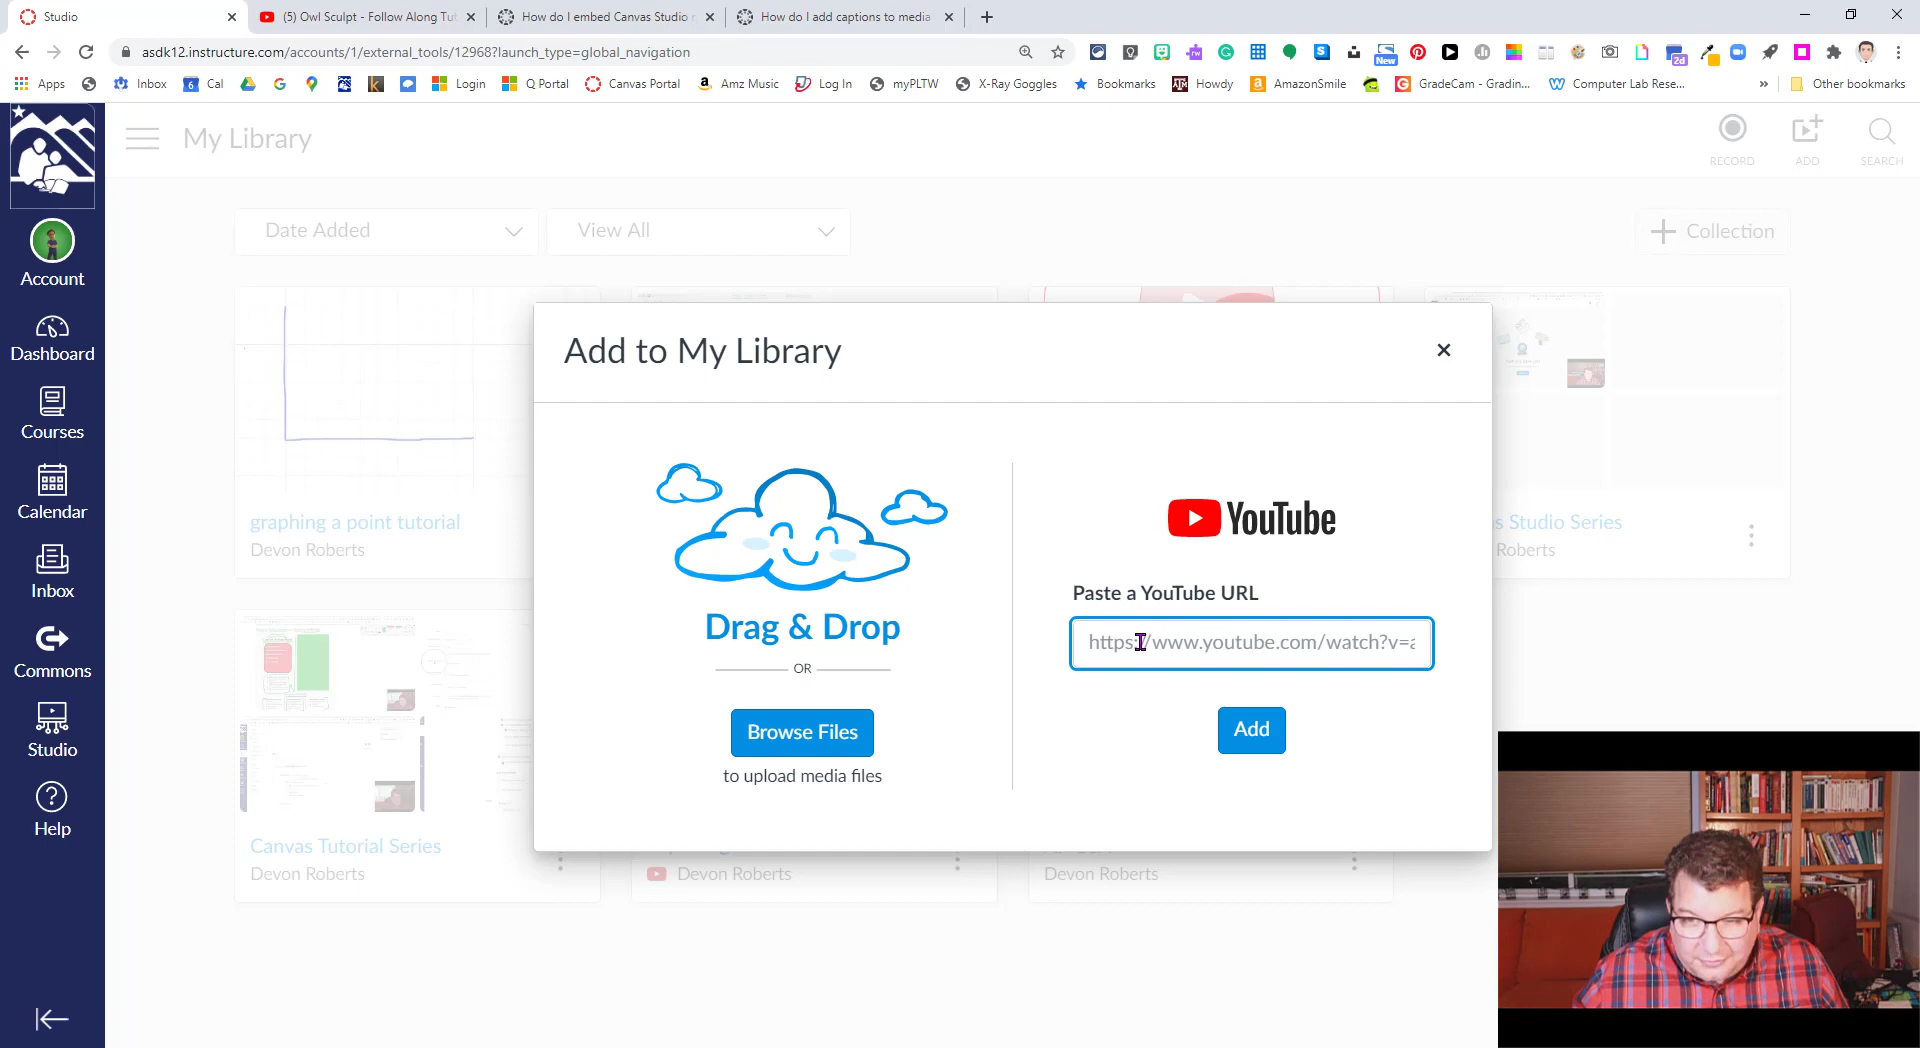 Studio
(5) Owl Sculpt - Follow Along Tut
How do I embed Canvas Studio
How do I add captions to media
asdk12.instructure.com/accounts/1/external_tools/12968?launch_type=global_navigation
New
2d
Apps
Inbox
6
Cal
Login
Q Portal
Canvas Portal
Amz Music
Log In
myPLTW
X-Ray Goggles
Bookmarks
Howdy
AmazonSmile
GradeCam - Gradin...
Computer Lab Rese...
»
Other bookmarks
My Library
RECORD
ADD
SEARCH
Account
Dashboard
Courses
Calendar
Inbox
Commons
Studio
Help
Date Added
View All
Collection
Add to My Library
Drag & Drop
OR
Browse Files
to upload media files
YouTube
Paste a YouTube URL
https://www.youtube.com/watch?v=a
Add
graphing a point tutorial
Devon Roberts
s Studio Series
Roberts
Canvas Tutorial Series
Devon Roberts
Devon Roberts
Devon Roberts